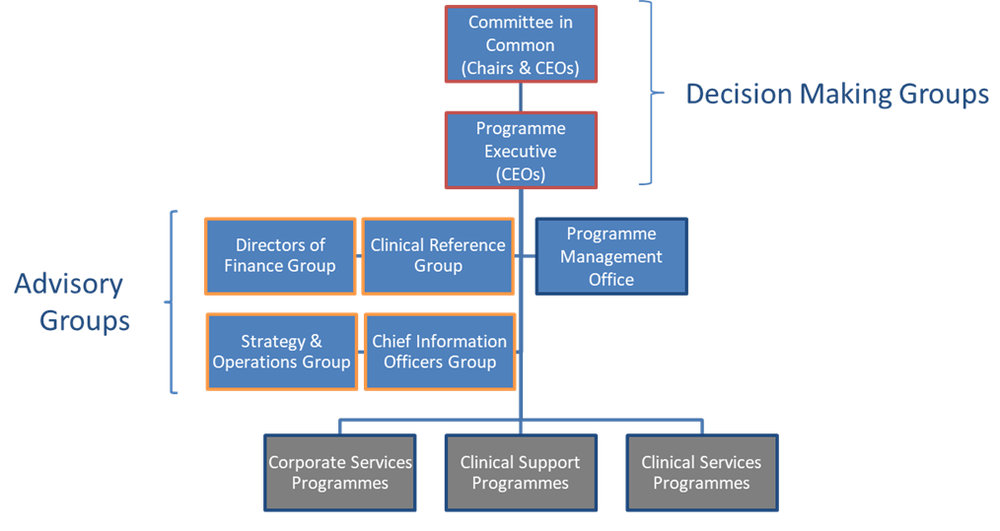 Committee in
Common
(Chairs & CEOs)
Decision Making Groups
Programme
Executive
(CEOs)
Advisory
Groups
Directors of
Finance Group
Clinical Reference
Group
Programme
Management
Office
Strategy &
Operations Group
Chief Information
Officers Group
Corporate Services
Programmes
Clinical Support
Programmes
Clinical Services
Programmes